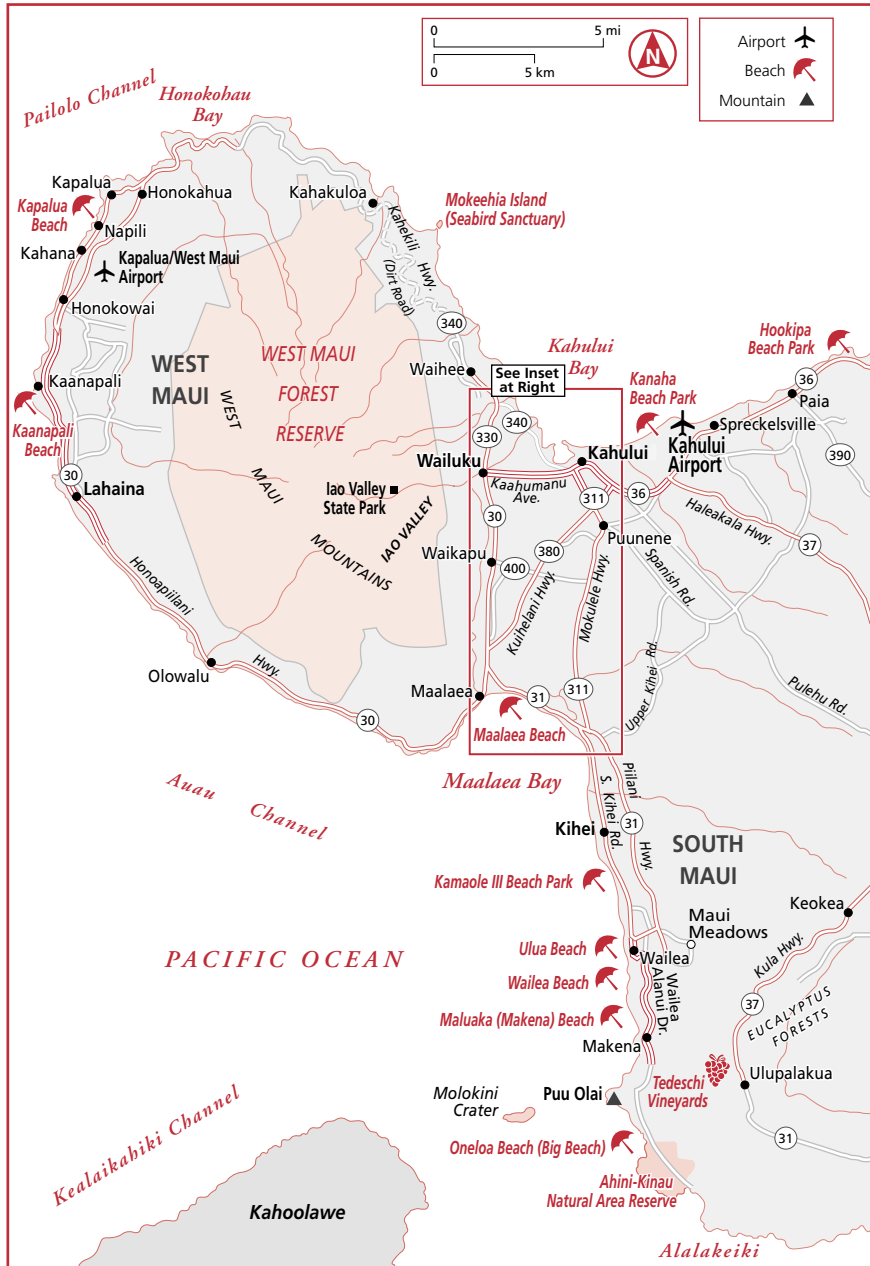 0 5 mi
0 5 km
N
Airport
Beach
Mountain
Pailolo Channel
Honokohau
Bay
Kapalua
Honokahua
Kapalua
Beach
Napili
Kahana
Kapalua/West Maui
Airport
Honokowai
Kahakuloa
Mokeehia Island
(Seabird Sanctuary)
Kahekili Hwy.
(Dirt Road)
340
WEST
MAUI
WEST MAUI
FOREST
RESERVE
Kaanapali
Kaanapali
Beach
30
Lahaina
WEST
MAUI
MOUNTAINS
Iao Valley
State Park
IAO VALLEY
Waihee
See Inset
at Right
Kahului
Bay
Hookipa
Beach Park
Kanaha
Beach Park
36
Paia
Spreckelsville
Kahului
Airport
390
340
330
Wailuku
Kahului
Kaahumanu
Ave.
36
311
30
Puunene
Haleakala Hwy.
37
Waikapu
400
380
Kuihelani Hwy.
Mokulele Hwy.
Spanish Rd.
Upper Kihei Rd.
Pulehu Rd.
Honoapiilani
Hwy.
Olowalu
30
Maalaea
31
311
Maalaea Beach
Maalaea Bay
Auau Channel
S. Kihei Rd.
Piilani
31
Hwy.
Kihei
SOUTH
MAUI
Kamaole III Beach Park
Maui
Meadows
Keokea
Kula Hwy.
PACIFIC OCEAN
Ulua Beach
Wailea
Wailea Beach
Wailea
Alanui Dr.
Maluaka (Makena) Beach
Makena
37
EUCALYPTUS
FORESTS
Tedeschi
Vineyards
Ulupalakua
31
Molokini
Crater
Puu Olai
Oneloa Beach (Big Beach)
Ahini-Kinau
Natural Area Reserve
Kealaikahiki Channel
Kahoolawe
Alalakeiki